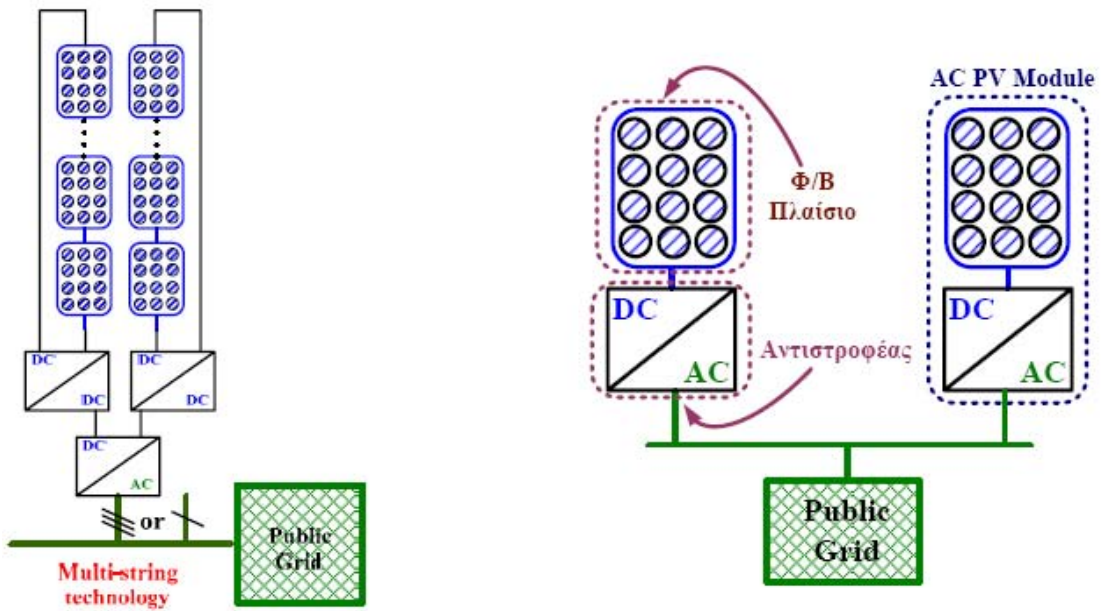 DC
DC
DC
DC
DC
AC
or
Public
Grid
Multi-string
technology
AC PV Module
Φ/Β
Πλαίσιο
DC
AC
Αντιστροφέας
DC
AC
Public
Grid